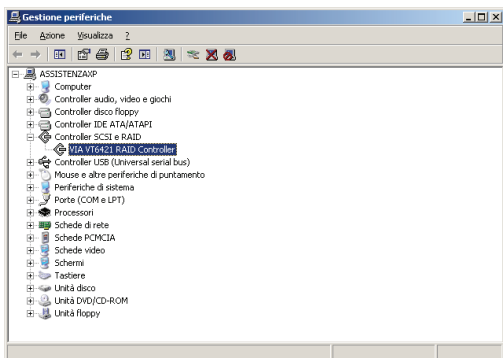 Gestione periferiche
File Azione Visualizza ?
ASSISTENZAXP
Computer
Controller audio, video e giochi
Controller disco floppy
Controller IDE ATA/ATAPI
Controller SCSI e RAID
VIA VT6421 RAID Controller
Controller USB (Universal serial bus)
Mouse e altre periferiche di puntamento
Periferiche di sistema
Porte (COM e LPT)
Processori
Schede di rete
Schede PCMCIA
Schede video
Schermi
Tastiere
Unità disco
Unità DVD/CD-ROM
Unità floppy